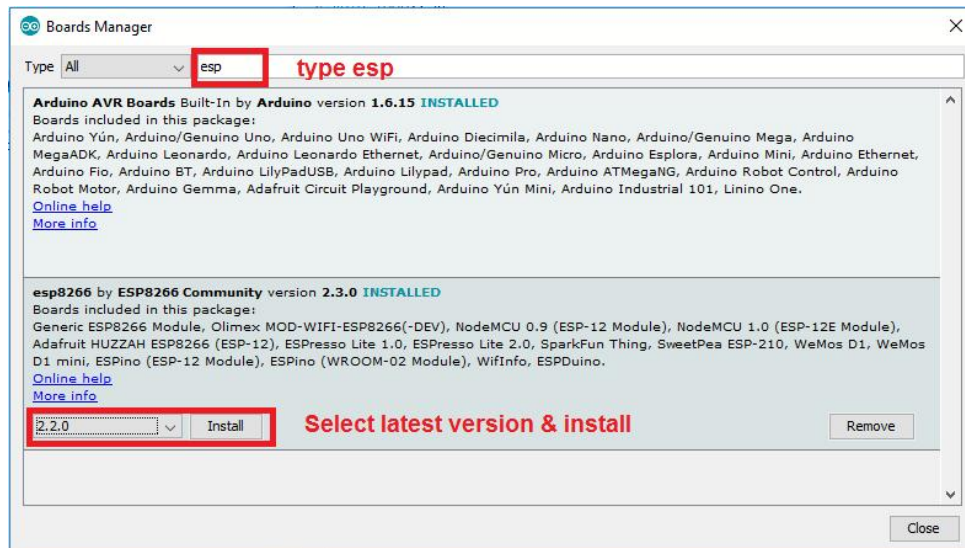 Boards Manager
Type All esp type esp
Arduino AVR Boards Built-In by Arduino version 1.6.15 INSTALLED
Boards included in this package:
Arduino Yún, Arduino/Genuino Uno, Arduino Uno WiFi, Arduino Diecimila, Arduino Nano, Arduino/Genuino Mega, Arduino
MegaADK, Arduino Leonardo, Arduino Leonardo Ethernet, Arduino/Genuino Micro, Arduino Esplora, Arduino Mini, Arduino Ethernet,
Arduino Fio, Arduino BT, Arduino LilyPadUSB, Arduino Lilypad, Arduino Pro, Arduino ATMegaNG, Arduino Robot Control, Arduino
Robot Motor, Arduino Gemma, Adafruit Circuit Playground, Arduino Yún Mini, Arduino Industrial 101, Linino One.
Online help
More info
esp8266 by ESP8266 Community version 2.3.0 INSTALLED
Boards included in this package:
Generic ESP8266 Module, Olimex MOD-WIFI-ESP8266(-DEV), NodeMCU 0.9 (ESP-12 Module), NodeMCU 1.0 (ESP-12E Module),
Adafruit HUZZAH ESP8266 (ESP-12), ESPresso Lite 1.0, ESPresso Lite 2.0, SparkFun Thing, SweetPea ESP-210, WeMos D1, WeMos
D1 mini, ESPino (ESP-12 Module), ESPino (WROOM-02 Module), WifInfo, ESPDuino.
Online help
More info
2.2.0 Install Select latest version & install Remove
Close